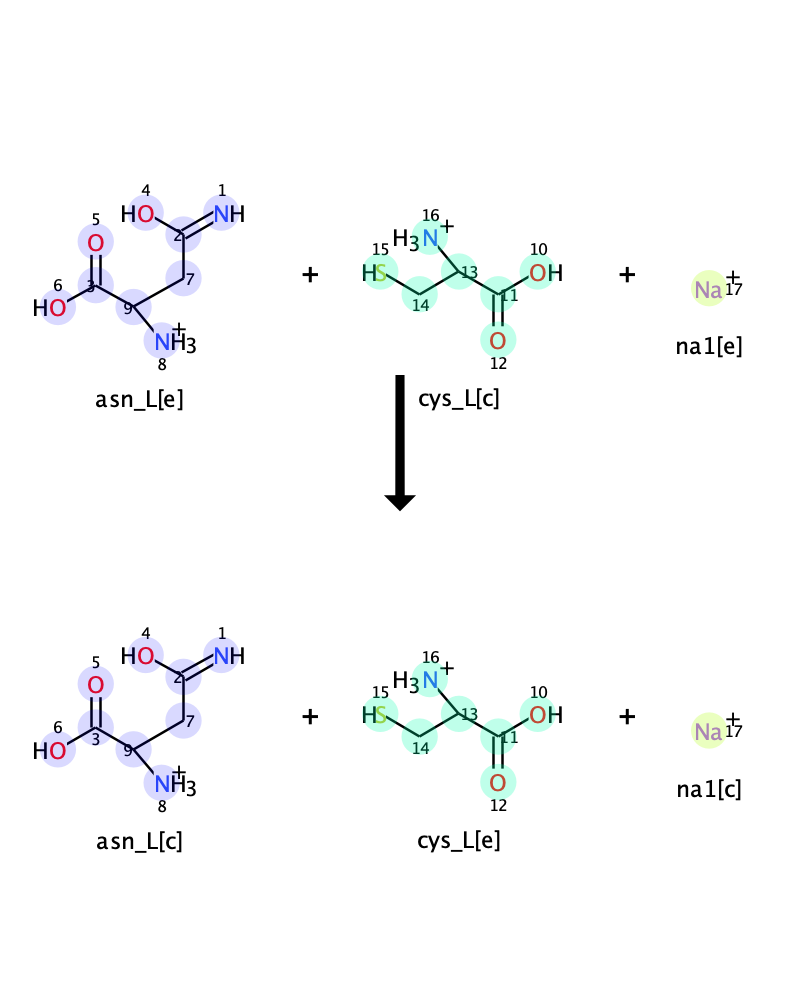 4 1
HO NH
5 2
O
3 7
6
HO 9
+
NH3
8
asn_L[e]
+
16
H3N +
15 10
HS 13 OH
14 11
O
12
cys_L[c]
+
Na + 17
na1[e]
4 1
HO NH
5 2
O
3 7
6
HO 9
+
NH3
8
asn_L[c]
+
16
H3N +
15 10
HS 13 OH
14 11
O
12
cys_L[e]
+
Na + 17
na1[c]